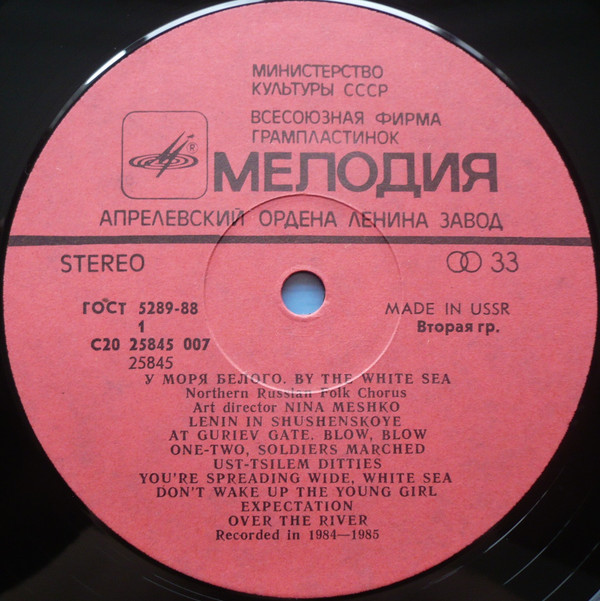 МИНИСТЕРСТВО
КУЛЬТУРЫ СССР
ВСЕСОЮЗНАЯ ФИРМА
ГРАМПЛАСТИНОК
®
МЕЛОДИЯ
АПРЕЛЕВСКИЙ ОРДЕНА ЛЕНИНА ЗАВОД
STEREO
33
ГОСТ 5289-88
MADE IN USSR
1
Вторая гр.
С20 25845 007
25845
У МОРЯ БЕЛОГО. BY THE WHITE SEA
Northern Russian Folk Chorus
Art director NINA MESHKO
LENIN IN SHUSHENSKOYE
AT GURIEV GATE. BLOW, BLOW
ONE-TWO, SOLDIERS MARCHED
UST-TSILEM DITTIES
YOU'RE SPREADING WIDE, WHITE SEA
DON'T WAKE UP THE YOUNG GIRL
EXPECTATION
OVER THE RIVER
Recorded in 1984—1985